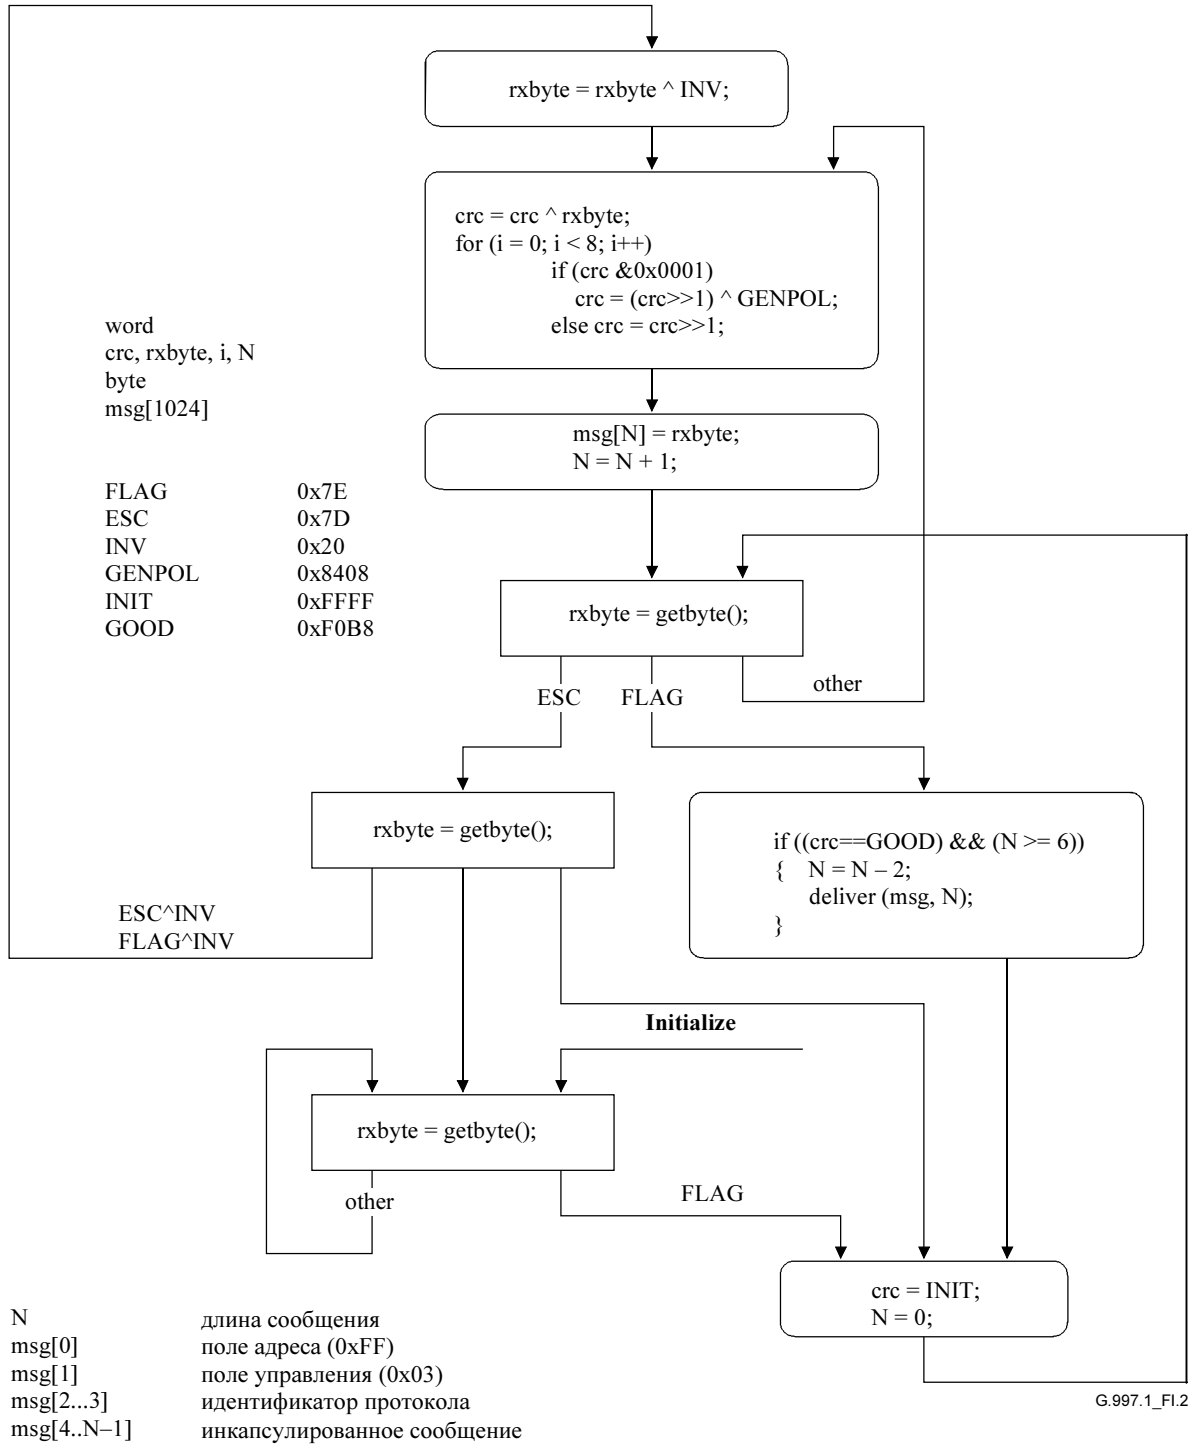 rxbyte = rxbyte ^ INV;
crc = crc ^ rxbyte;
for (i = 0; i < 8; i++)
if (crc &0x0001)
crc = (crc>>1) ^ GENPOL;
else crc = crc>>1;
word
crc, rxbyte, i, N
byte
msg[1024]
msg[N] = rxbyte;
N = N + 1;
FLAG 0x7E
ESC 0x7D
INV 0x20
GENPOL 0x8408
INIT 0xFFFF
GOOD 0xF0B8
rxbyte = getbyte();
ESC FLAG other
rxbyte = getbyte();
if ((crc==GOOD) && (N >= 6))
{ N = N – 2;
deliver (msg, N);
}
ESC^INV
FLAG^INV
Initialize
rxbyte = getbyte();
other
FLAG
crc = INIT;
N = 0;
N длина сообщения
msg[0] поле адреса (0xFF)
msg[1] поле управления (0x03)
msg[2...3] идентификатор протокола
msg[4..N–1] инкапсулированное сообщение
G.997.1_FI.2